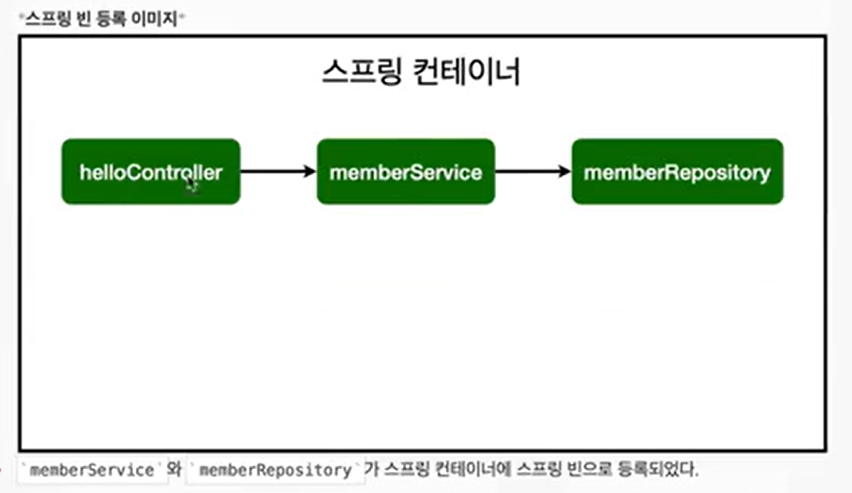 "스프링 빈 등록 이미지"
스프링 컨테이너
helloController memberService memberRepository
`memberService`와 `memberRepository`가 스프링 컨테이너에 스프링 빈으로 등록되었다.